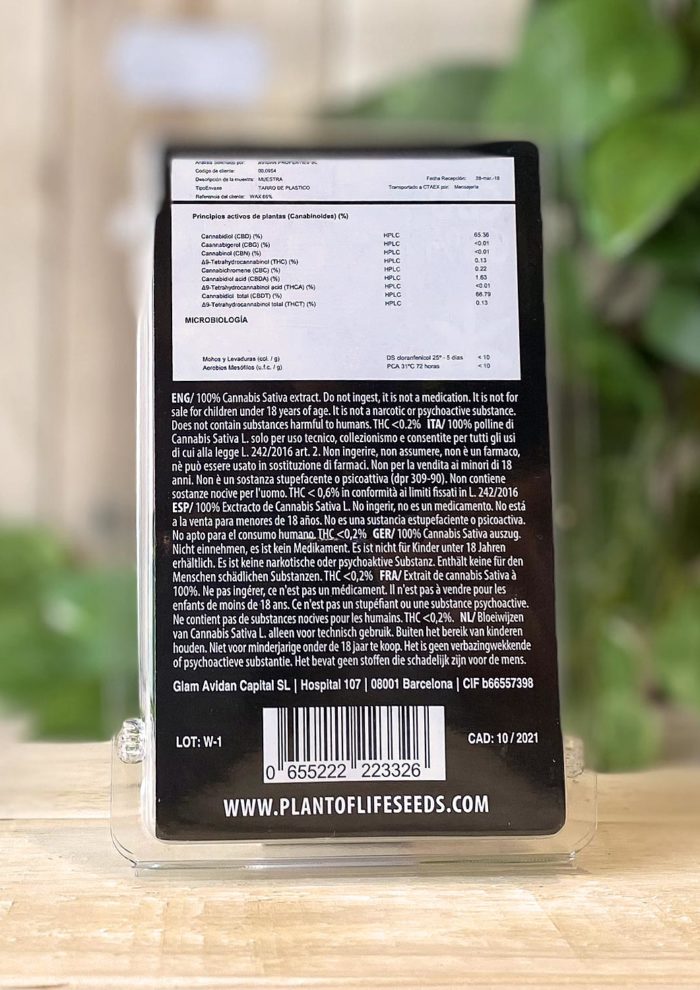 Análisis solicitado por: AVIDAN PROPERTIES SL
Código de cliente: 00,0954
Descripción de la muestra: MUESTRA Fecha Recepción: 28-mar.-18
TipoEnvase TARRO DE PLASTICO Transportado a CTAEX por: Mensajería
Referencia del cliente: WAX 65%
Principios activos de plantas (Canabinoides) (%)
Cannabidiol (CBD) (%) HPLC 65.36
Caannabigerol (CBG) (%) HPLC <0.01
Cannabinol (CBN) (%) HPLC <0.01
Δ9-Tetrahydrocannabinol (THC) (%) HPLC 0.13
Cannabichromene (CBC) (%) HPLC 0.22
Cannabidiol acid (CBDA) (%) HPLC 1.63
Δ9-Tetrahydrocannabinol acid (THCA) (%) HPLC <0.01
Cannabidiol total (CBDT) (%) HPLC 66.79
Δ9-Tetrahydrocannabinol total (THCT) (%) HPLC 0.13
MICROBIOLOGÍA
Mohos y Levaduras (col. / g) DS cloranfenicol 25º - 5 dias < 10
Aerobios Mesófilos (u.f.c. / g) PCA 31ºC 72 horas < 10
ENG/ 100% Cannabis Sativa extract. Do not ingest, it is not a medication. It is not for
sale for children under 18 years of age. It is not a narcotic or psychoactive substance.
Does not contain substances harmful to humans. THC <0.2% ITA/ 100% polline di
Cannabis Sativa L. solo per uso tecnico, collezionismo e consentite per tutti gli usi
di cui alla legge L. 242/2016 art. 2. Non ingerire, non assumere, non è un farmaco,
nè può essere usato in sostituzione di farmaci. Non per la vendita ai minori di 18
anni. Non è un sostanza stupefacente o psicoattiva (dpr 309-90). Non contiene
sostanze nocive per l'uomo. THC < 0,6% in conformità ai limiti fissati in L. 242/2016
ESP/ 100% Exctracto de Cannabis Sativa L. No ingerir, no es un medicamento. No está
a la venta para menores de 18 años. No es una sustancia estupefaciente o psicoactiva.
No apto para el consumo humano. THC <0,2% GER/ 100% Cannabis Sativa auszug.
Nicht einnehmen, es ist kein Medikament. Es ist nicht für Kinder unter 18 Jahren
erhältlich. Es ist keine narkotische oder psychoaktive Substanz. Enthält keine für den
Menschen schädlichen Substanzen. THC <0,2% FRA/ Extrait de cannabis Sativa à
100%. Ne pas ingérer, ce n'est pas un médicament. Il n'est pas à vendre pour les
enfants de moins de 18 ans. Ce n'est pas un stupéfiant ou une substance psychoactive.
Ne contient pas de substances nocives pour les humains. THC <0,2%. NL/ Bloeiwijzen
van Cannabis Sativa L. alleen voor technisch gebruik. Buiten het bereik van kinderen
houden. Niet voor minderjarige onder de 18 jaar te koop. Het is geen verbazingwekkende
of psychoactieve substantie. Het bevat geen stoffen die schadelijk zijn voor de mens.
Glam Avidan Capital SL | Hospital 107 | 08001 Barcelona | CIF b66557398
LOT: W-1 CAD: 10 / 2021
0 655222 223326
WWW.PLANTOFLIFESEEDS.COM